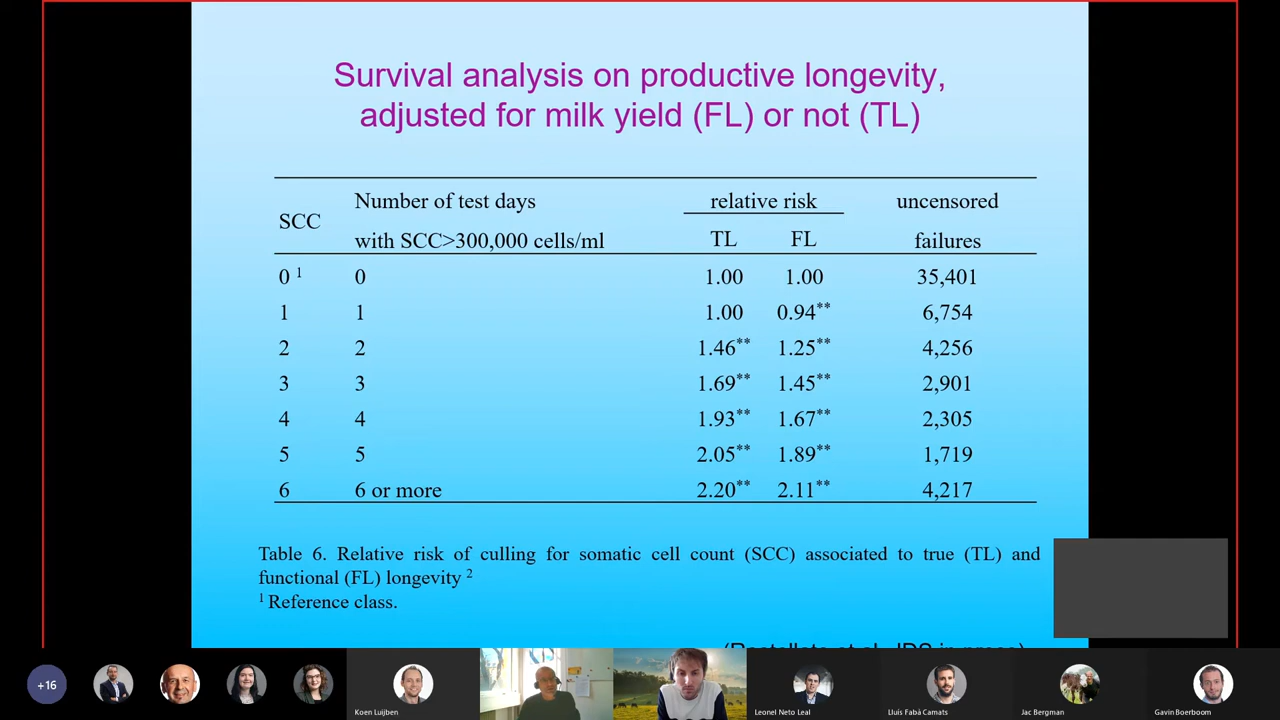 Survival analysis on productive longevity,
adjusted for milk yield (FL) or not (TL)
SCC Number of test days relative risk uncensored
with SCC>300,000 cells/ml TL FL failures
0 ¹ 0 1.00 1.00 35,401
1 1 1.00 0.94** 6,754
2 2 1.46** 1.25** 4,256
3 3 1.69** 1.45** 2,901
4 4 1.93** 1.67** 2,305
5 5 2.05** 1.89** 1,719
6 6 or more 2.20** 2.11** 4,217
Table 6. Relative risk of culling for somatic cell count (SCC) associated to true (TL) and
functional (FL) longevity ²
¹ Reference class.
+16
Koen Luijben
Leonel Neto Leal
Lluís Fabà Camats
Jac Bergman
Gavin Boerboom